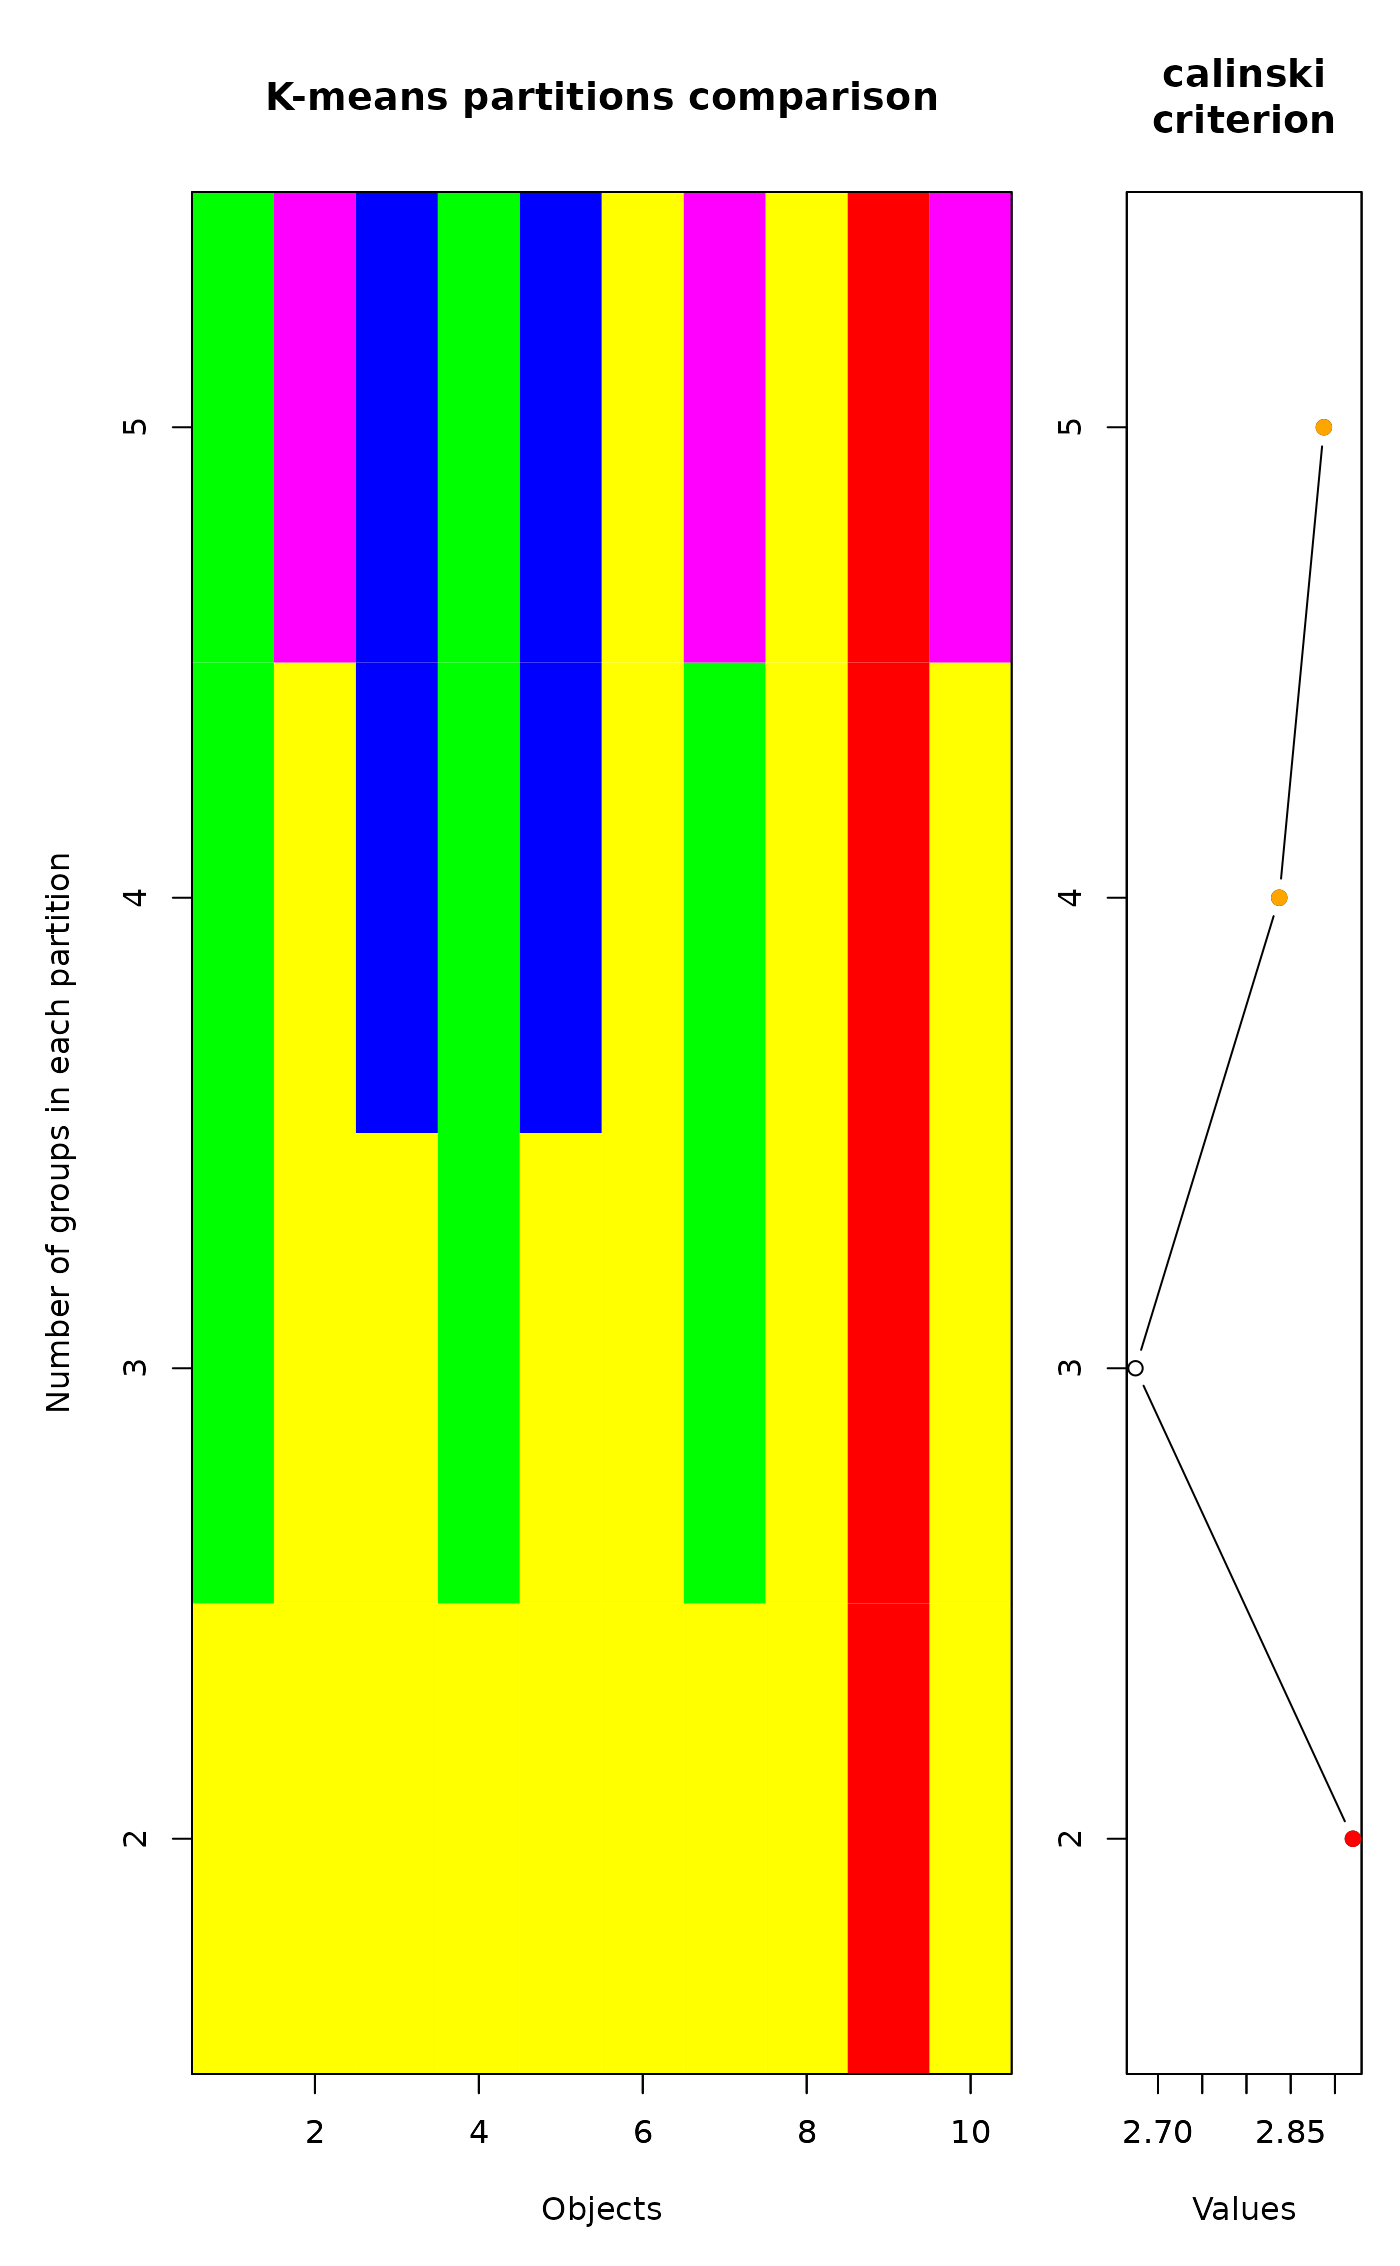 K-means partitions comparison
calinski
criterion
Number of groups in each partition
5
4
3
2
2 4 6 8 10
Objects
5
4
3
2
2.70 2.85
Values